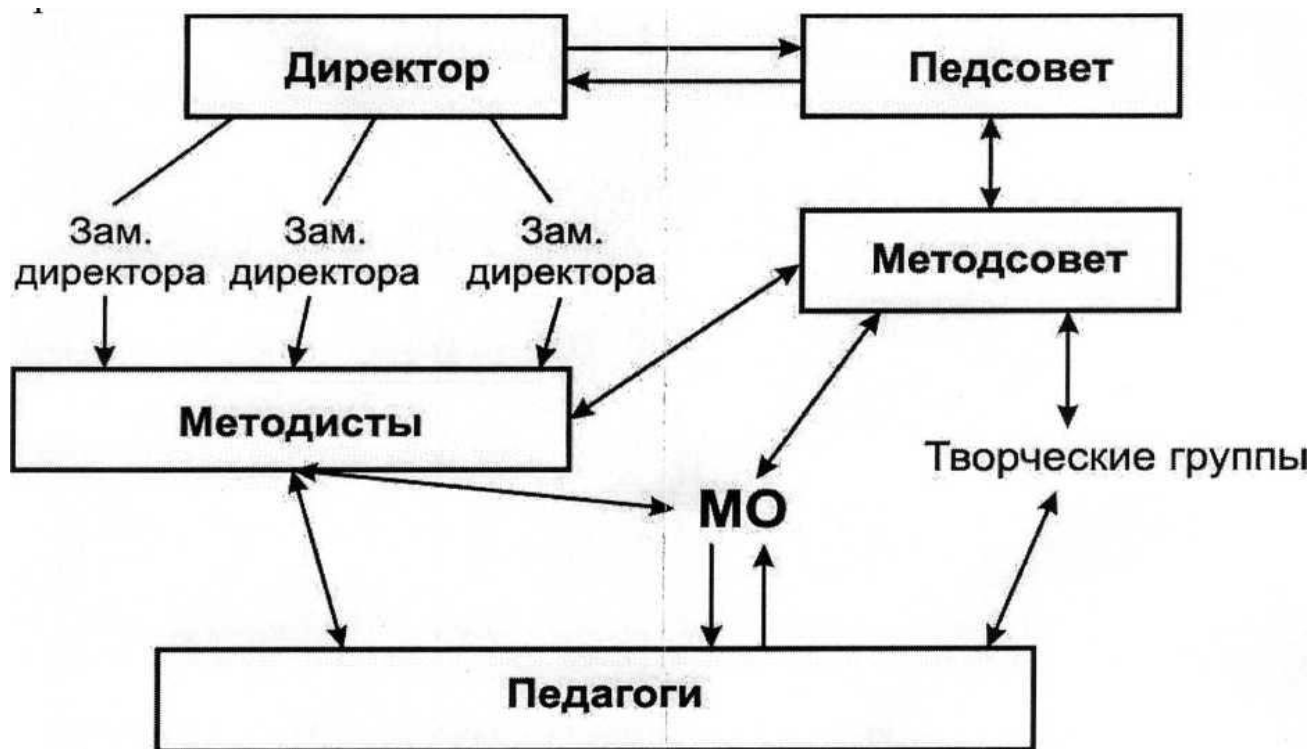 Директор
Педсовет
Зам.
директора
Зам.
директора
Зам.
директора
Методсовет
Методисты
Творческие группы
МО
Педагоги